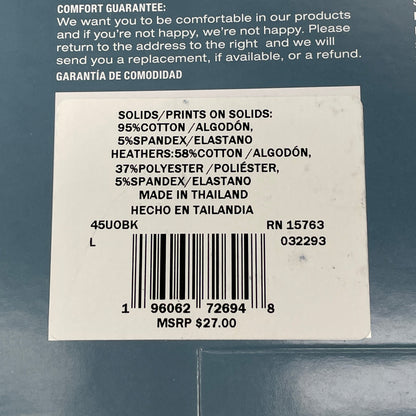 COMFORT GUARANTEE:
We want you to be comfortable in our products
and if you're not happy, we're not happy. Please
return to the address to the right and we will
send you a replacement, if available, or a refund.
GARANTÍA DE COMODIDAD
SOLIDS/PRINTS ON SOLIDS:
95%COTTON /ALGODÓN,
5%SPANDEX/ELASTANO
HEATHERS:58%COTTON /ALGODÓN,
37%POLYESTER /POLIÉSTER,
5%SPANDEX/ELASTANO
MADE IN THAILAND
HECHO EN TAILANDIA
45UOBK RN 15763
L 032293
1 96062 72694 8
MSRP $27.00